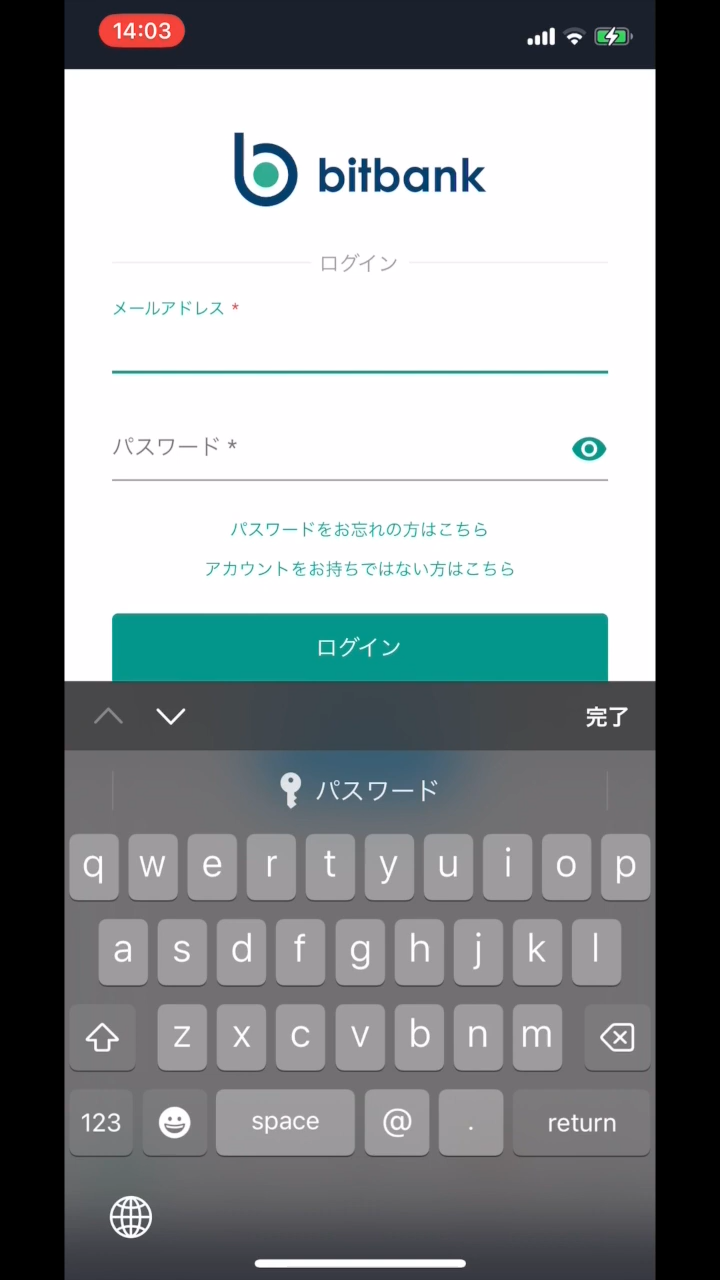 14:03
bitbank
ログイン
メールアドレス *
パスワード *
パスワードをお忘れの方はこちら
アカウントをお持ちではない方はこちら
ログイン
完了
パスワード
q w e r t y u i o p
a s d f g h j k l
z x c v b n m
123 space @ . return